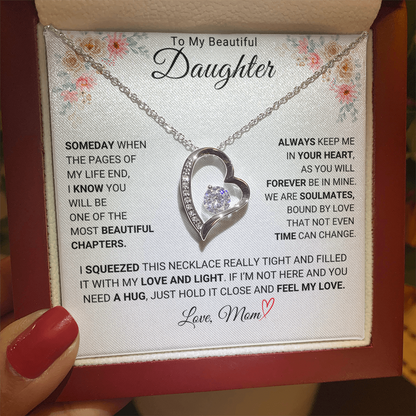 To My Beautiful
Daughter
SOMEDAY WHEN
THE PAGES OF
MY LIFE END,
I KNOW YOU
WILL BE
ONE OF THE
MOST BEAUTIFUL
CHAPTERS.
ALWAYS KEEP ME
IN YOUR HEART,
AS YOU WILL
FOREVER BE IN MINE.
WE ARE SOULMATES,
BOUND BY LOVE
THAT NOT EVEN
TIME CAN CHANGE.
I SQUEEZED THIS NECKLACE REALLY TIGHT AND FILLED
IT WITH MY LOVE AND LIGHT. IF I'M NOT HERE AND YOU
NEED A HUG, JUST HOLD IT CLOSE AND FEEL MY LOVE.
Love, Mom